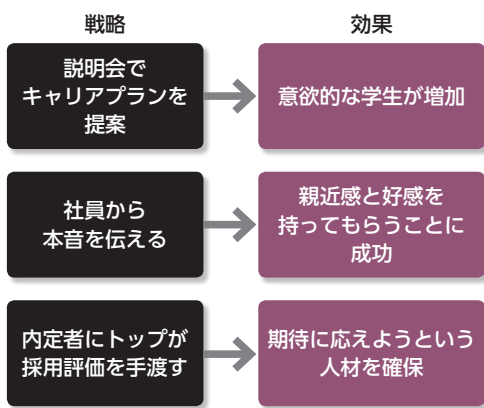 戦略
効果
説明会で
キャリアプランを
提案
意欲的な学生が増加
社員から
本音を伝える
親近感と好感を
持ってもらうことに
成功
内定者にトップが
採用評価を手渡す
期待に応えようという
人材を確保